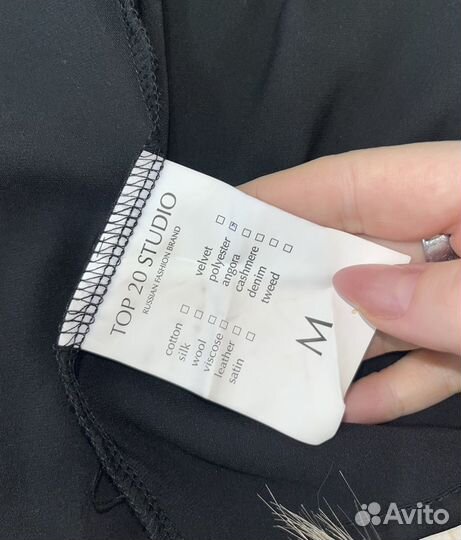 TOP 20 STUDIO
RUSSIAN FASHION BRAND
cotton
silk
wool
viscose
leather
satin
velvet
polyester
angora
cashmere
denim
tweed
M
Avito